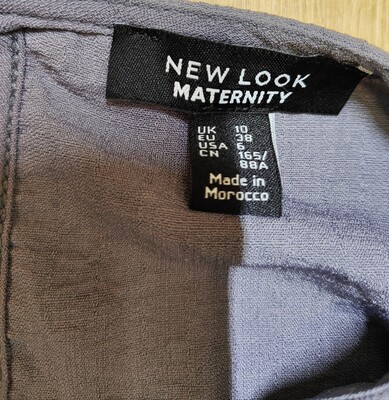 NEW LOOK
MATERNITY
UK 10
EU 38
USA 6
CN 165/
88A
Made in
Morocco